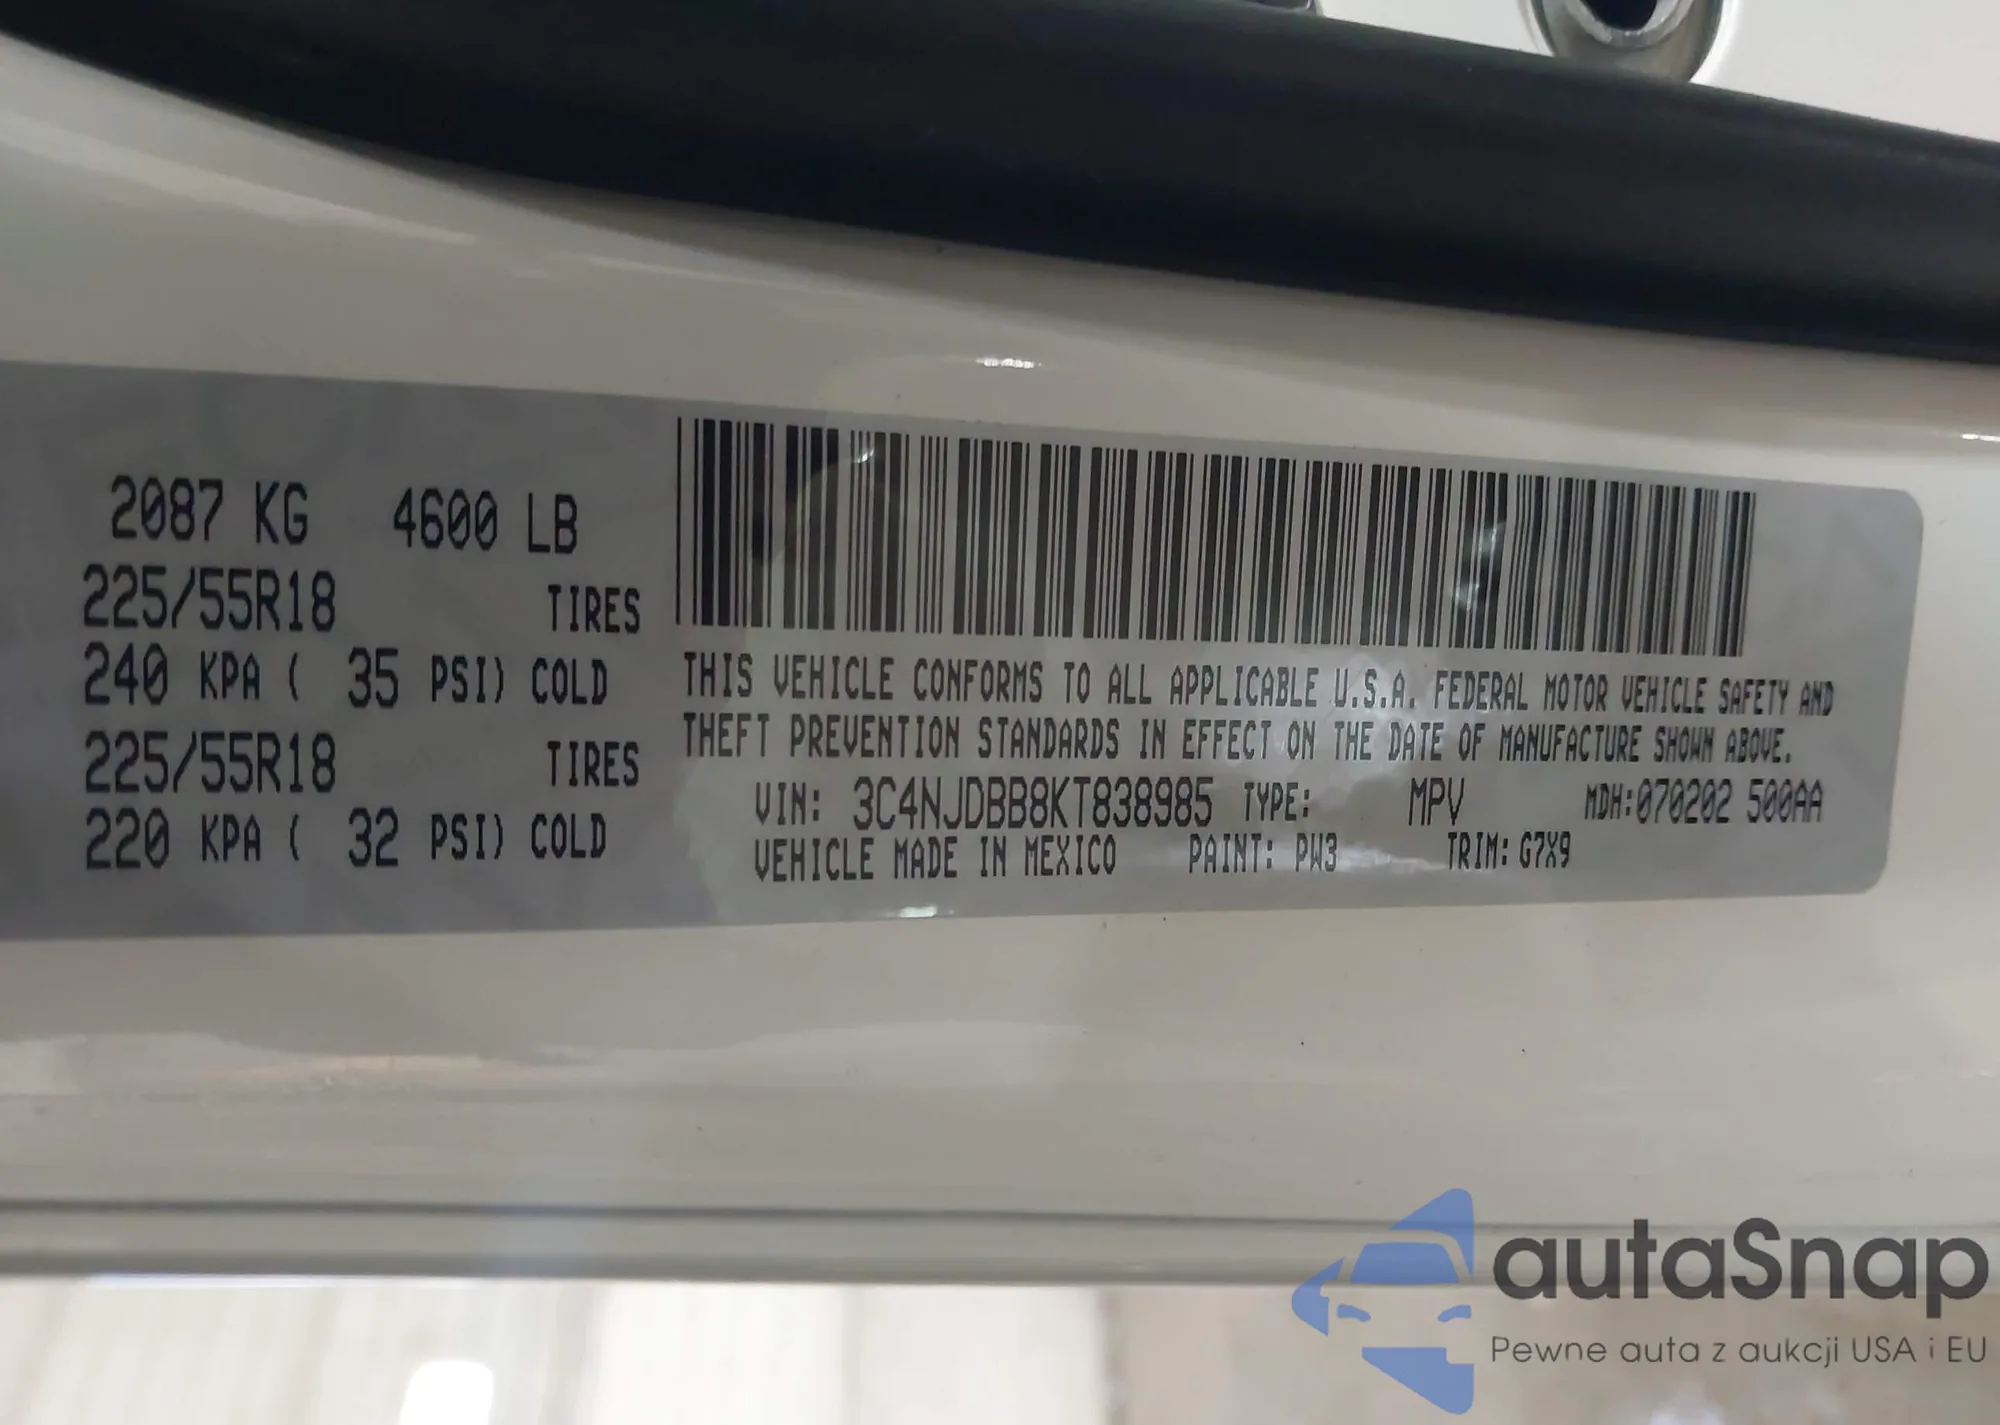 2087 KG 4600 LB
225/55R18 TIRES
240 KPA ( 35 PSI) COLD
225/55R18 TIRES
220 KPA ( 32 PSI) COLD
THIS VEHICLE CONFORMS TO ALL APPLICABLE U.S.A. FEDERAL MOTOR VEHICLE SAFETY AND
THEFT PREVENTION STANDARDS IN EFFECT ON THE DATE OF MANUFACTURE SHOWN ABOVE.
VIN: 3C4NJDBB8KT838985 TYPE: MPV MDH:070202 500AA
VEHICLE MADE IN MEXICO PAINT: PW3 TRIM: G7X9
autaSnap
Pewne auta z aukcji USA i EU